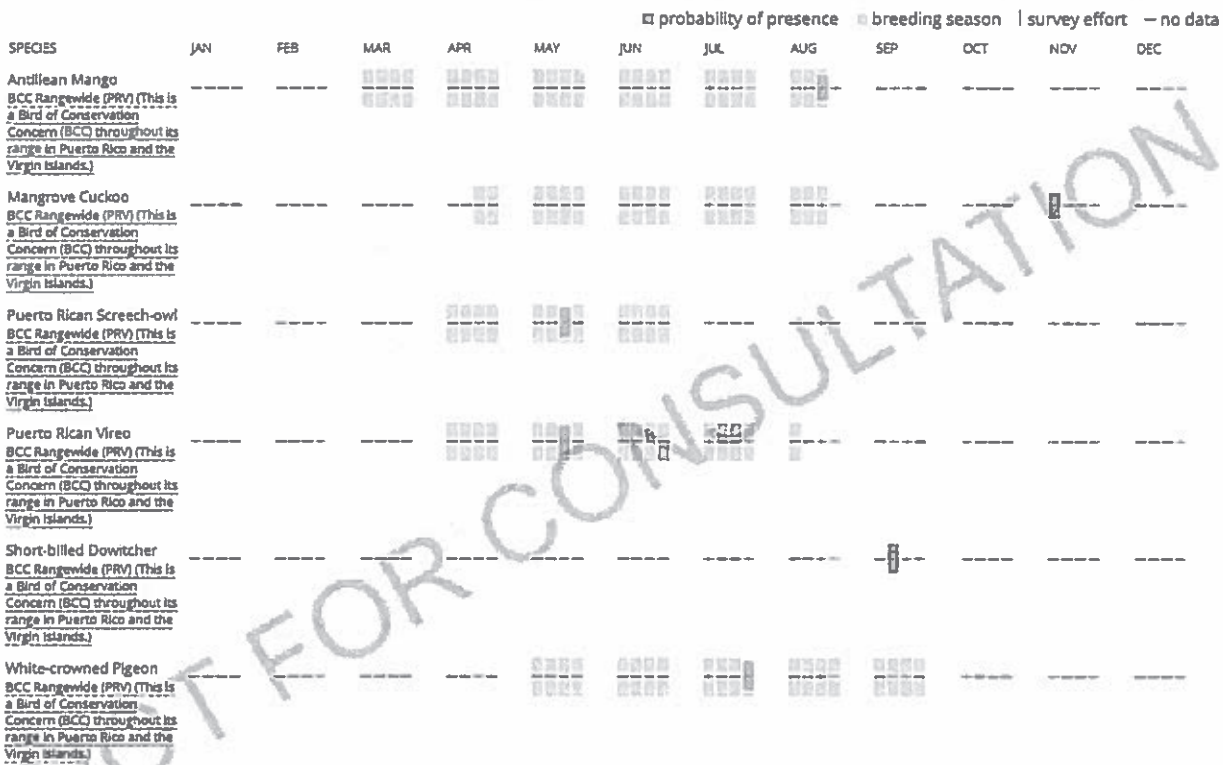 probability of presence breeding season survey effort no data
SPECIES JAN FEB MAR APR MAY JUN JUL AUG SEP OCT NOV DEC
Antillean Mango
BCC Rangewide (PRV) (This is
a Bird of Conservation
Concern (BCC) throughout its
range in Puerto Rico and the
Virgin Islands.)
Mangrove Cuckoo
BCC Rangewide (PRV) (This is
a Bird of Conservation
Concern (BCC) throughout its
range in Puerto Rico and the
Virgin Islands.)
Puerto Rican Screech-owl
BCC Rangewide (PRV) (This is
a Bird of Conservation
Concern (BCC) throughout its
range in Puerto Rico and the
Virgin Islands.)
Puerto Rican Vireo
BCC Rangewide (PRV) (This is
a Bird of Conservation
Concern (BCC) throughout its
range in Puerto Rico and the
Virgin Islands.)
Short-billed Dowitcher
BCC Rangewide (PRV) (This is
a Bird of Conservation
Concern (BCC) throughout its
range in Puerto Rico and the
Virgin Islands.)
White-crowned Pigeon
BCC Rangewide (PRV) (This is
a Bird of Conservation
Concern (BCC) throughout its
range in Puerto Rico and the
Virgin Islands.)
OT FOR CONSULTATION